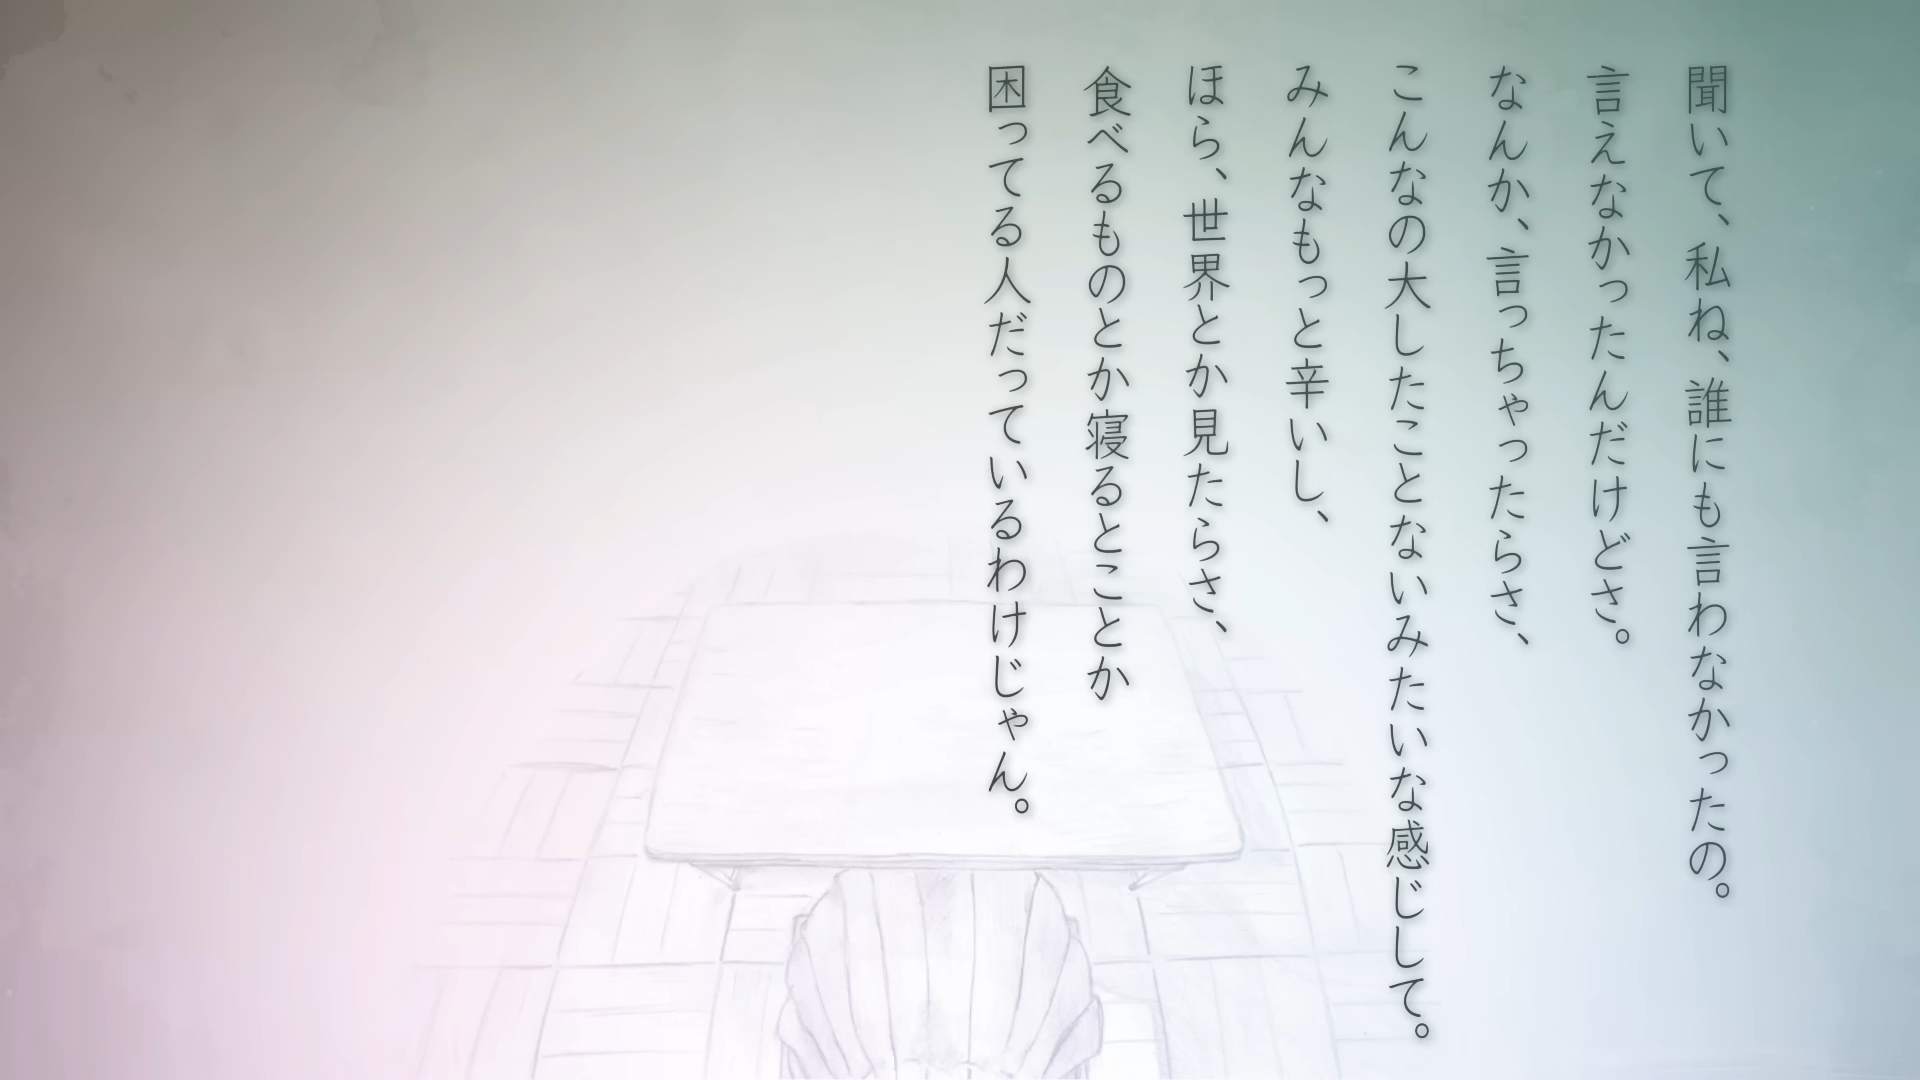 聞いて、私ね、誰にも言わなかったの。
言えなかったんだけどさ。
なんか、言っちゃったらさ、
こんなの大したことないみたいな感じして。
みんなもっと辛いし、
ほら、世界とか見たらさ、
食べるものとか寝るとことか
困ってる人だっているわけじゃん。